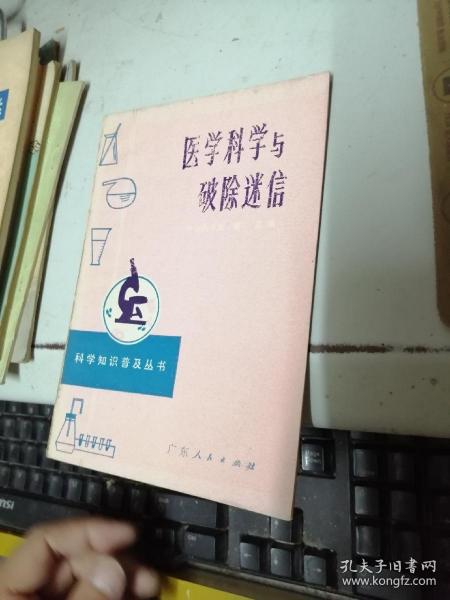 医学科学与
破除迷信
科学知识普及丛书
广东人民出版社
msi
孔夫子旧书网
www.kongfz.com